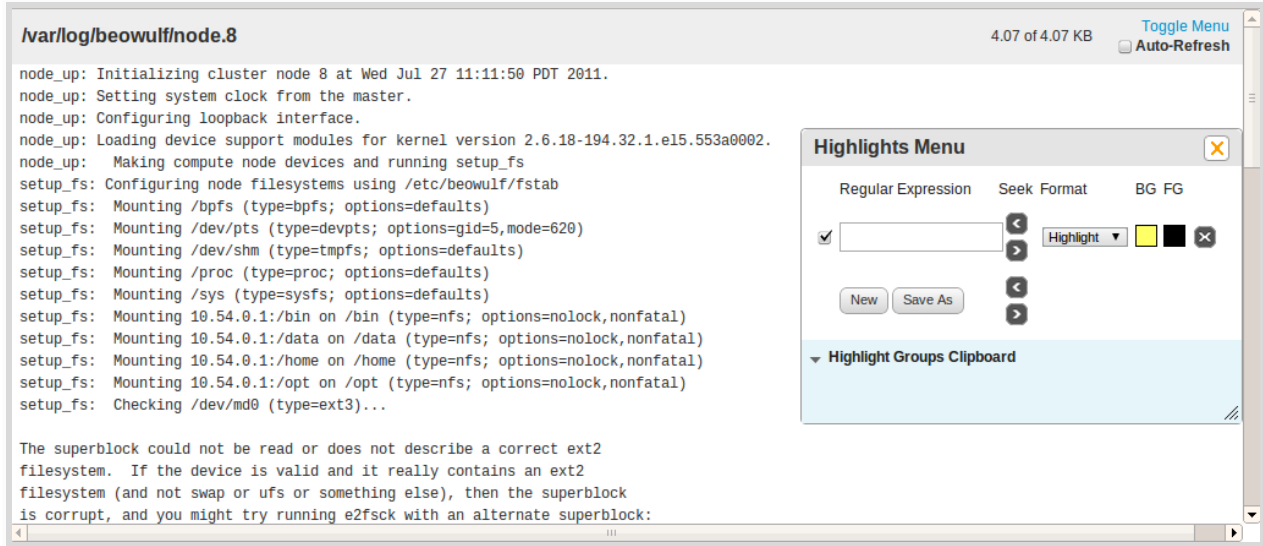 /var/log/beowulf/node.8
4.07 of 4.07 KB
Toggle Menu
Auto-Refresh
node_up: Initializing cluster node 8 at Wed Jul 27 11:11:50 PDT 2011.
node_up: Setting system clock from the master.
node_up: Configuring loopback interface.
node_up: Loading device support modules for kernel version 2.6.18-194.32.1.el5.553a0002.
node_up:   Making compute node devices and running setup_fs
setup_fs: Configuring node filesystems using /etc/beowulf/fstab
setup_fs:  Mounting /bpfs (type=bpfs; options=defaults)
setup_fs:  Mounting /dev/pts (type=devpts; options=gid=5,mode=620)
setup_fs:  Mounting /dev/shm (type=tmpfs; options=defaults)
setup_fs:  Mounting /proc (type=proc; options=defaults)
setup_fs:  Mounting /sys (type=sysfs; options=defaults)
setup_fs:  Mounting 10.54.0.1:/bin on /bin (type=nfs; options=nolock,nonfatal)
setup_fs:  Mounting 10.54.0.1:/data on /data (type=nfs; options=nolock,nonfatal)
setup_fs:  Mounting 10.54.0.1:/home on /home (type=nfs; options=nolock,nonfatal)
setup_fs:  Mounting 10.54.0.1:/opt on /opt (type=nfs; options=nolock,nonfatal)
setup_fs:  Checking /dev/md0 (type=ext3)...
The superblock could not be read or does not describe a correct ext2
filesystem.  If the device is valid and it really contains an ext2
filesystem (and not swap or ufs or something else), then the superblock
is corrupt, and you might try running e2fsck with an alternate superblock:
Highlights Menu
Regular Expression Seek Format BG FG
Highlight
New Save As
Highlight Groups Clipboard